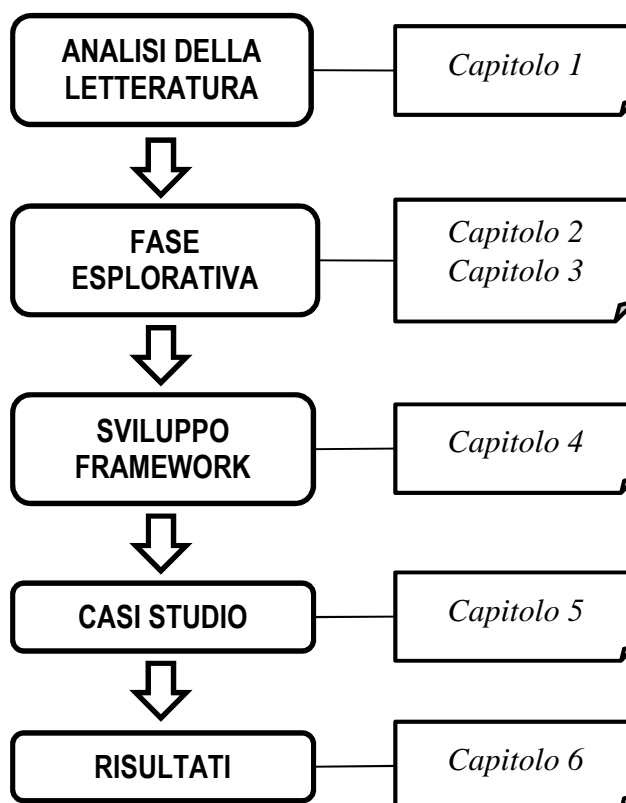 ANALISI DELLA
LETTERATURA
Capitolo 1
FASE
ESPLORATIVA
Capitolo 2
Capitolo 3
SVILUPPO
FRAMEWORK
Capitolo 4
CASI STUDIO
Capitolo 5
RISULTATI
Capitolo 6